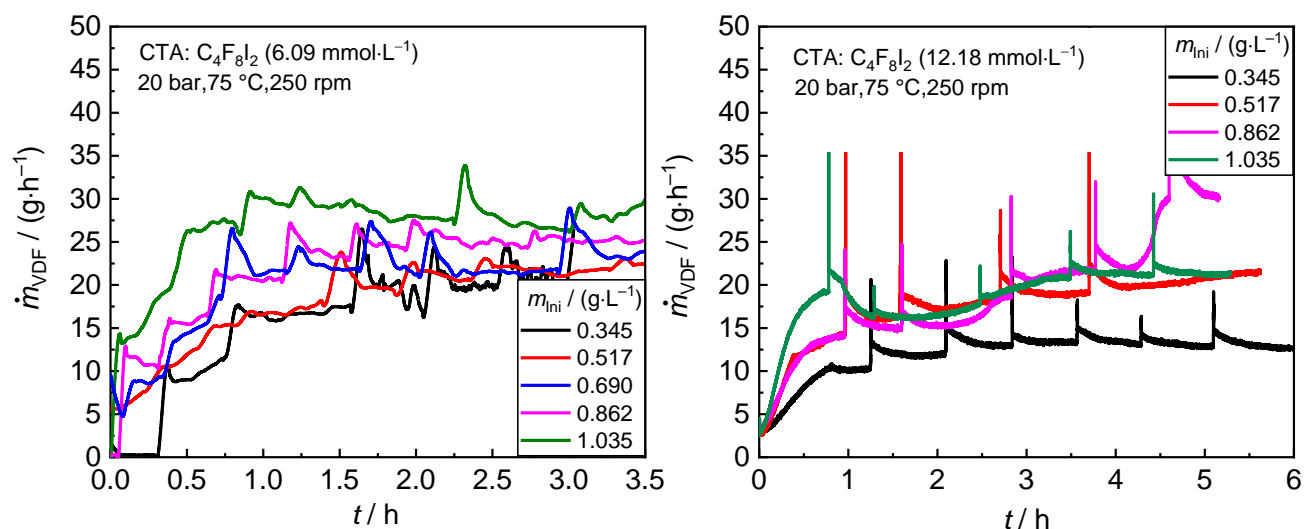 CTA: C₄F₈I₂ (6.09 mmol·L⁻¹)
20 bar,75 °C,250 rpm
ṁ_VDF / (g·h⁻¹)
50
45
40
35
30
25
20
15
10
5
0
m_Ini / (g·L⁻¹)
0.345
0.517
0.690
0.862
1.035
0.0 0.5 1.0 1.5 2.0 2.5 3.0 3.5
t / h
CTA: C₄F₈I₂ (12.18 mmol·L⁻¹)
20 bar,75 °C,250 rpm
m_Ini / (g·L⁻¹)
0.345
0.517
0.862
1.035
ṁ_VDF / (g·h⁻¹)
50
45
40
35
30
25
20
15
10
5
0
0 1 2 3 4 5 6
t / h